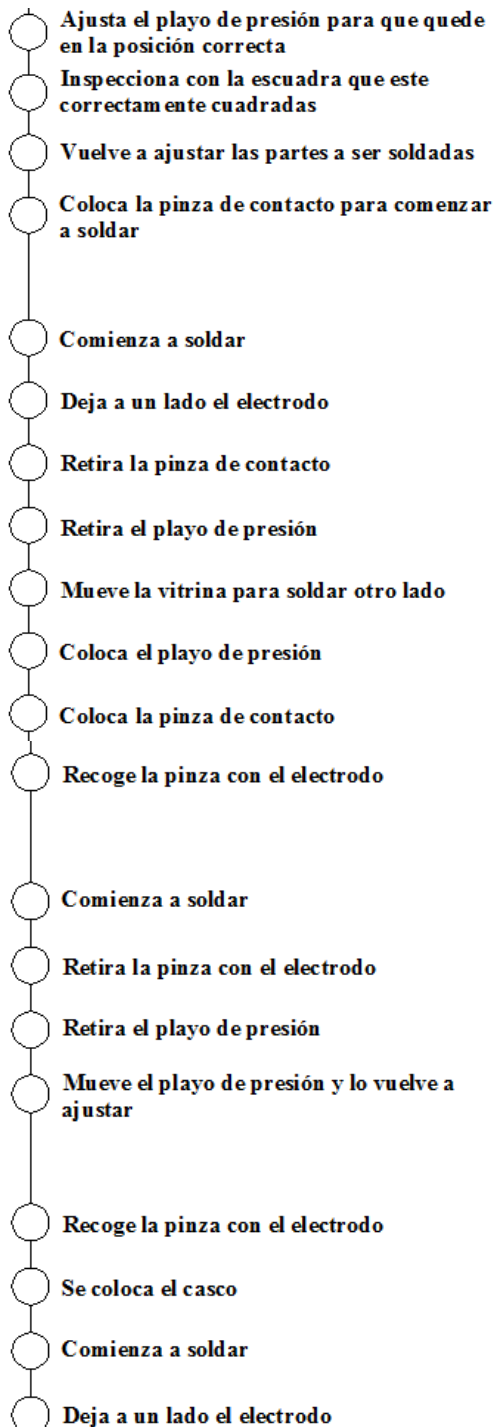 Ajusta el playo de presión para que quede
en la posición correcta
Inspecciona con la escuadra que este
correctamente cuadradas
Vuelve a ajustar las partes a ser soldadas
Coloca la pinza de contacto para comenzar
a soldar
Comienza a soldar
Deja a un lado el electrodo
Retira la pinza de contacto
Retira el playo de presión
Mueve la vitrina para soldar otro lado
Coloca el playo de presión
Coloca la pinza de contacto
Recoge la pinza con el electrodo
Comienza a soldar
Retira la pinza con el electrodo
Retira el playo de presión
Mueve el playo de presión y lo vuelve a
ajustar
Recoge la pinza con el electrodo
Se coloca el casco
Comienza a soldar
Deja a un lado el electrodo